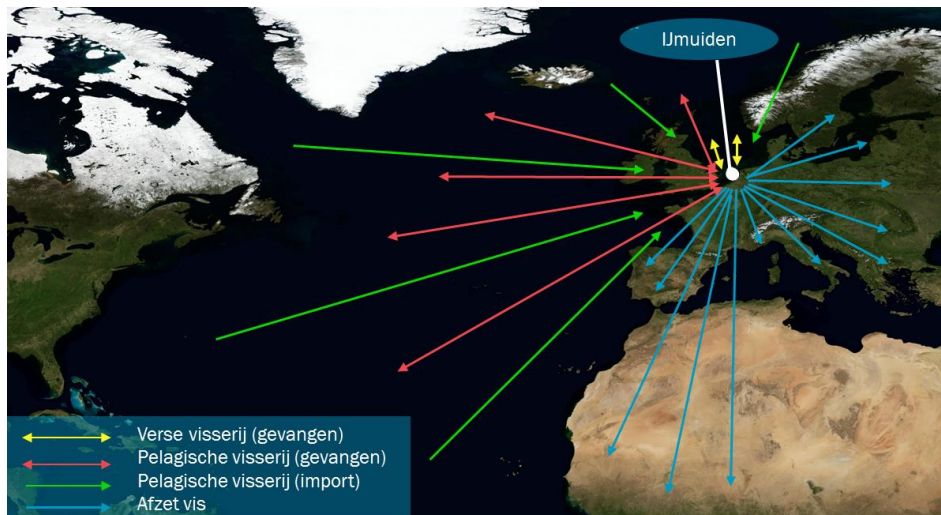 IJmuiden
Verse visserij (gevangen)
Pelagische visserij (gevangen)
Pelagische visserij (import)
Afzet vis